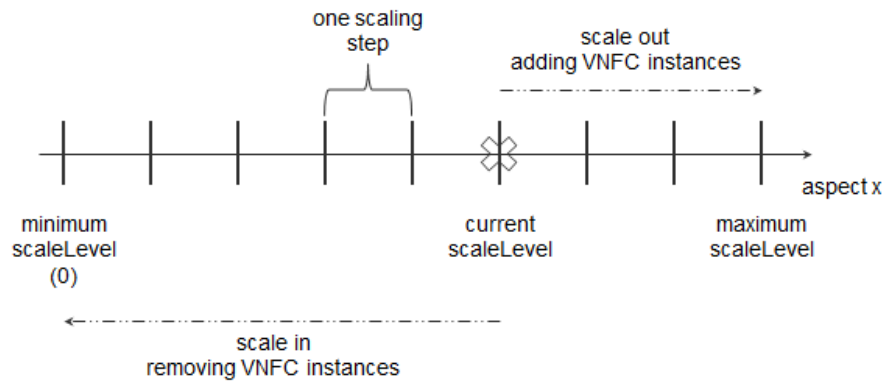 one scaling
step
scale out
adding VNFC instances
aspect x
minimum
scaleLevel
(0)
current
scaleLevel
maximum
scaleLevel
scale in
removing VNFC instances